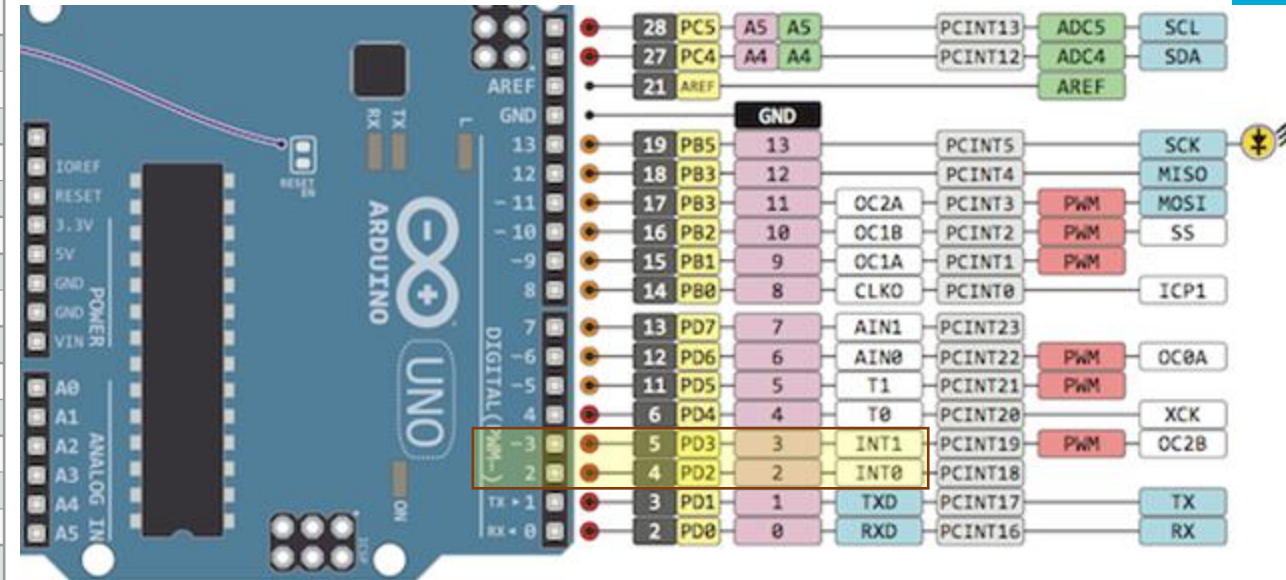 28 PC5 A5 A5 PCINT13 ADC5 SCL
27 PC4 A4 A4 PCINT12 ADC4 SDA
AREF 21 AREF AREF
GND GND
13 19 PB5 13 PCINT5 SCK
12 18 PB3 12 PCINT4 MISO
~11 17 PB3 11 OC2A PCINT3 PWM MOSI
~10 16 PB2 10 OC1B PCINT2 PWM SS
~9 15 PB1 9 OC1A PCINT1 PWM
8 14 PB0 8 CLKO PCINT0 ICP1
7 13 PD7 7 AIN1 PCINT23
~6 12 PD6 6 AIN0 PCINT22 PWM OC0A
~5 11 PD5 5 T1 PCINT21 PWM
4 6 PD4 4 T0 PCINT20 XCK
~3 5 PD3 3 INT1 PCINT19 PWM OC2B
2 4 PD2 2 INT0 PCINT18
TX ▸ 1 3 PD1 1 TXD PCINT17 TX
RX ◂ 0 2 PD0 0 RXD PCINT16 RX
RX
TX
L
RESET
EN
IOREF
RESET
3.3V
5V
GND
GND
VIN
POWER
A0
A1
A2
A3
A4
A5
ANALOG IN
ARDUINO
UNO
DIGITAL (PWM~)
ON
ICSP